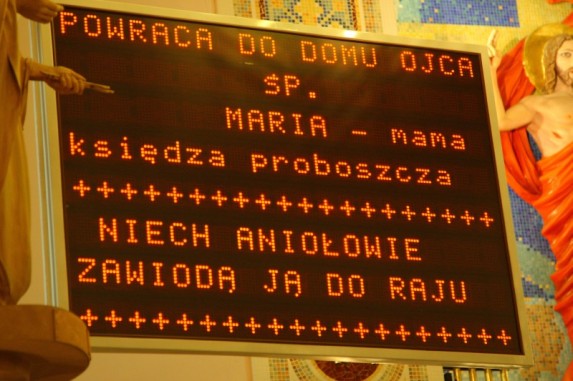 POWRACA DO DOMU OJCA
ŚP.
MARIA - mama
księdza proboszcza
+++++++++++++++++++
NIECH ANIOŁOWIE
ZAWIODĄ JĄ DO RAJU
++++++++++++++++++++